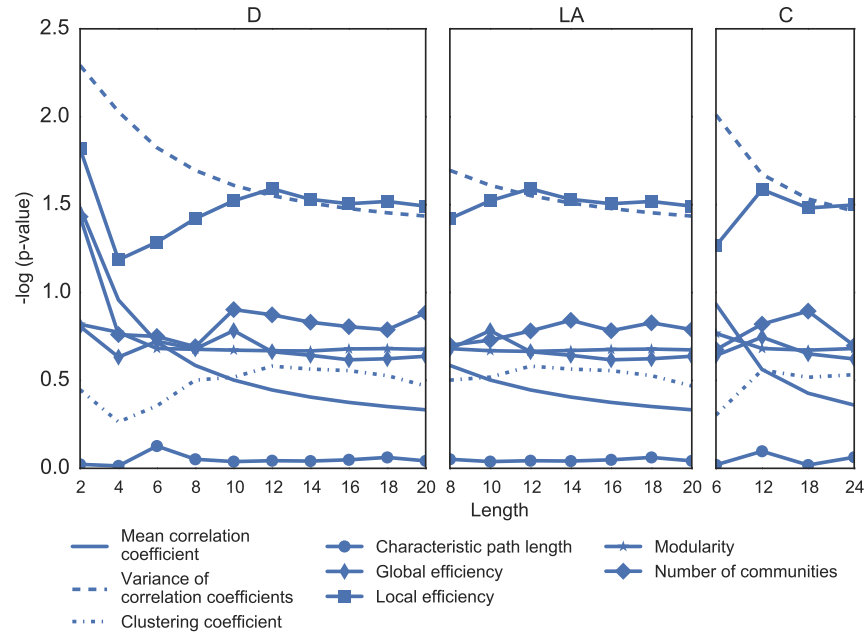 D LA C
2.5
2.0
1.5
1.0
0.5
0.0
-log (p-value)
2 4 6 8 10 12 14 16 18 20 8 10 12 14 16 18 20 6 12 18 24
Length
Mean correlation
coefficient
Variance of
correlation coefficients
Clustering coefficient
Characteristic path length
Global efficiency
Local efficiency
Modularity
Number of communities